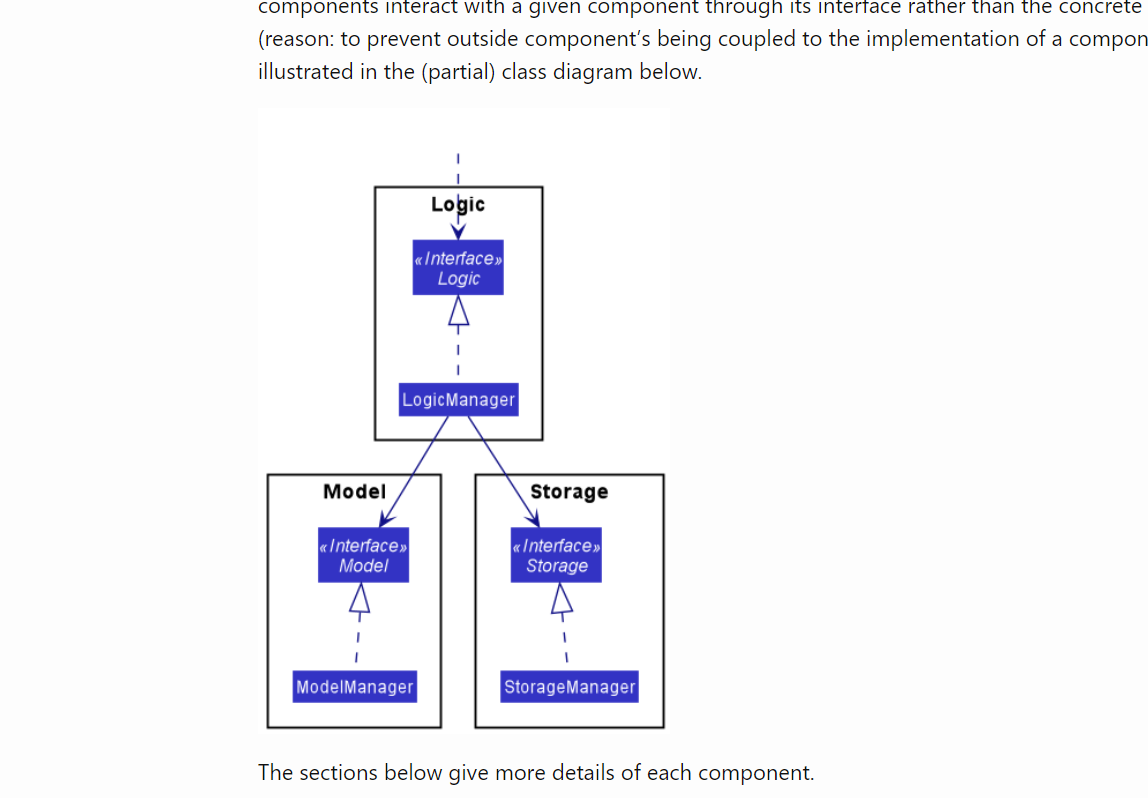 components interact with a given component through its interface rather than the concrete
(reason: to prevent outside component's being coupled to the implementation of a compon
illustrated in the (partial) class diagram below.
Logic
«Interface»
Logic
LogicManager
Model
«Interface»
Model
ModelManager
Storage
«Interface»
Storage
StorageManager
The sections below give more details of each component.